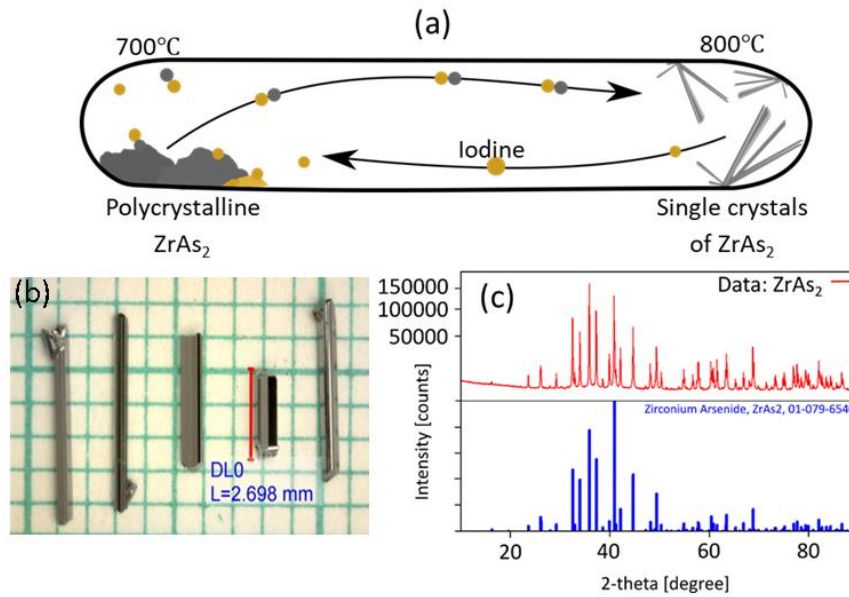 (a)
700°C
800°C
Iodine
Polycrystalline
ZrAs₂
Single crystals
of ZrAs₂
(b)
DL0
L=2.698 mm
(c)
150000
100000
50000
Data: ZrAs₂
Zirconium Arsenide, ZrAs2, 01-079-654
Intensity [counts]
20
40
60
80
2-theta [degree]